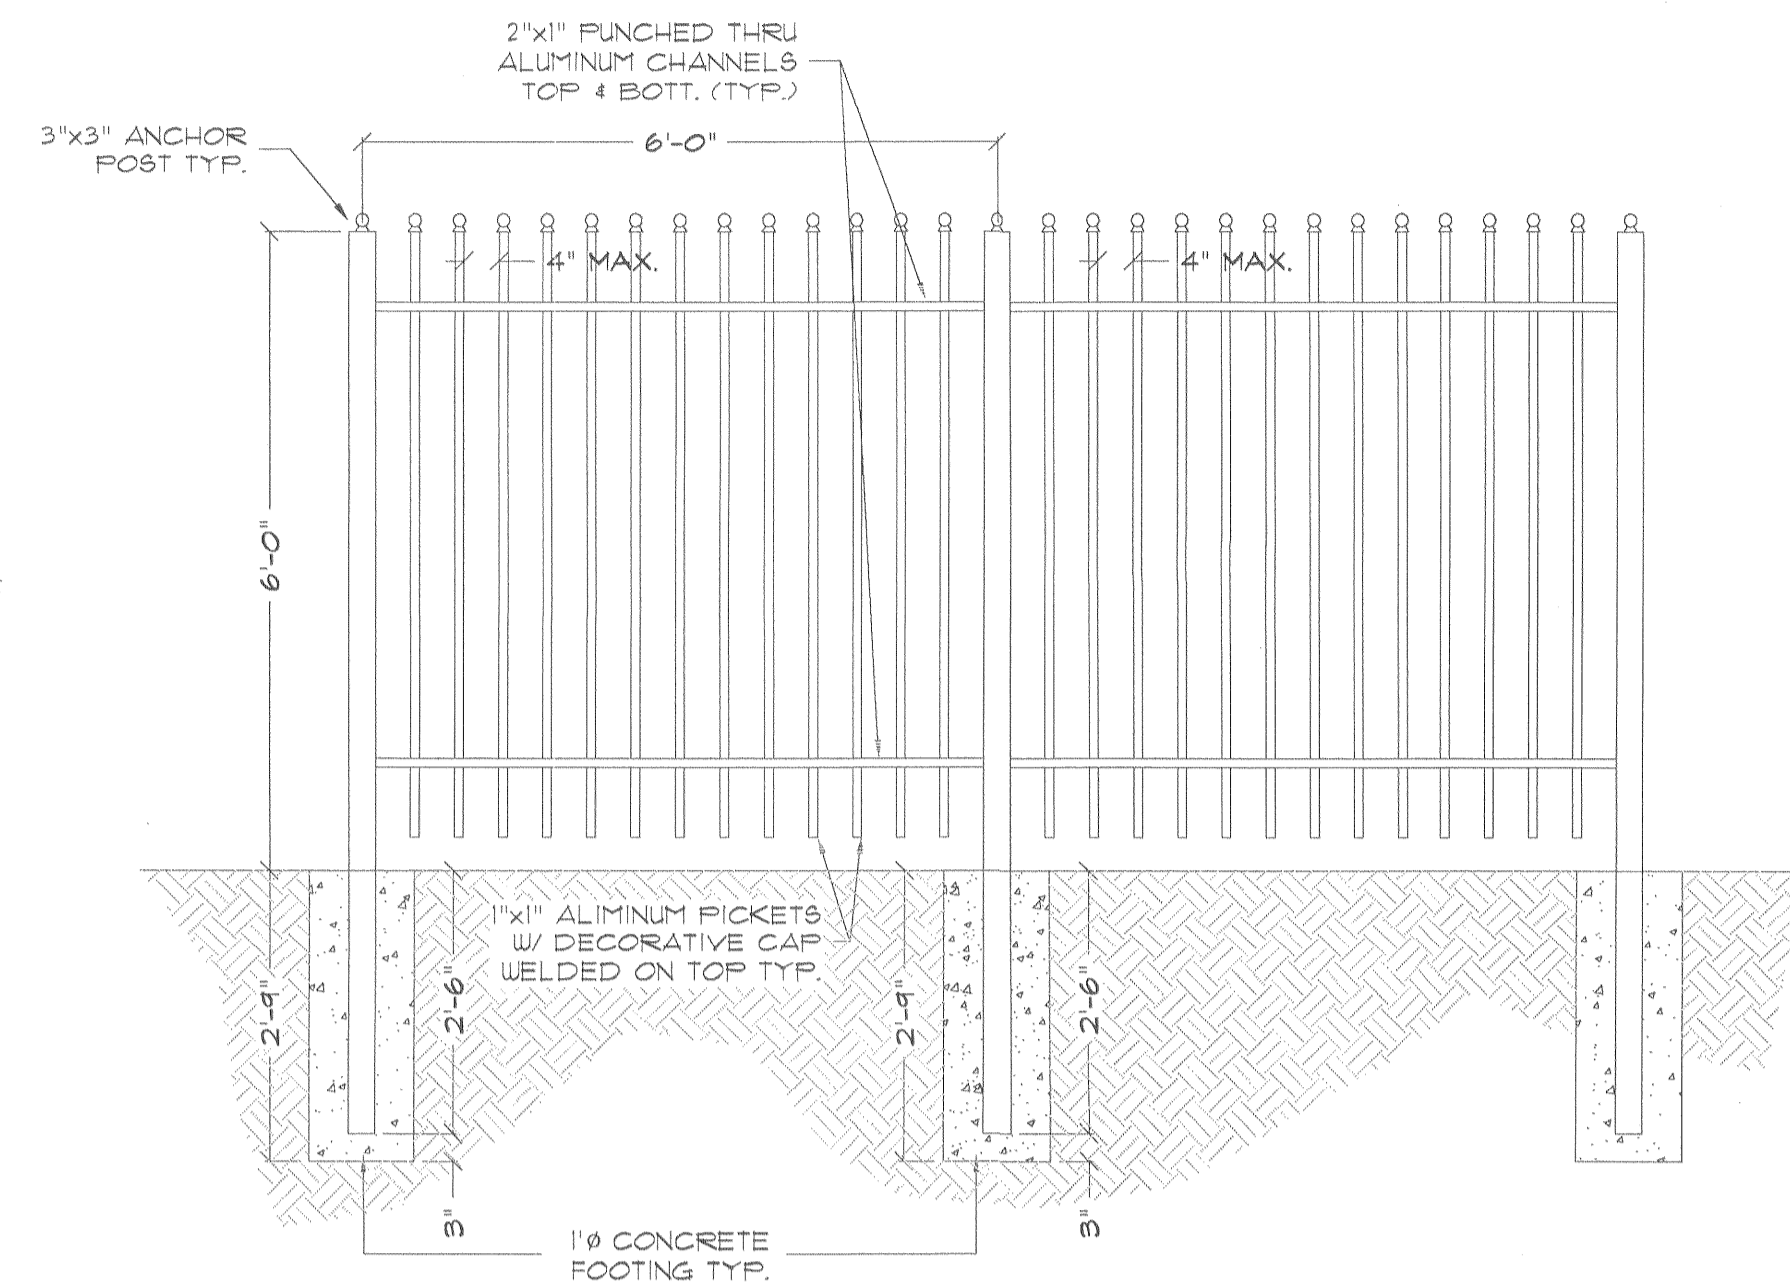 2"x1" PUNCHED THRU
ALUMINUM CHANNELS
TOP & BOTT. (TYP.)
3"x3" ANCHOR
POST TYP.
6'-0"
4" MAX.
4" MAX.
6'-0"
1"x1" ALIMINUM PICKETS
W/ DECORATIVE CAP
WELDED ON TOP TYP.
2'-9"
2'-6"
2'-9"
2'-6"
3"
3"
1'Ø CONCRETE
FOOTING TYP.